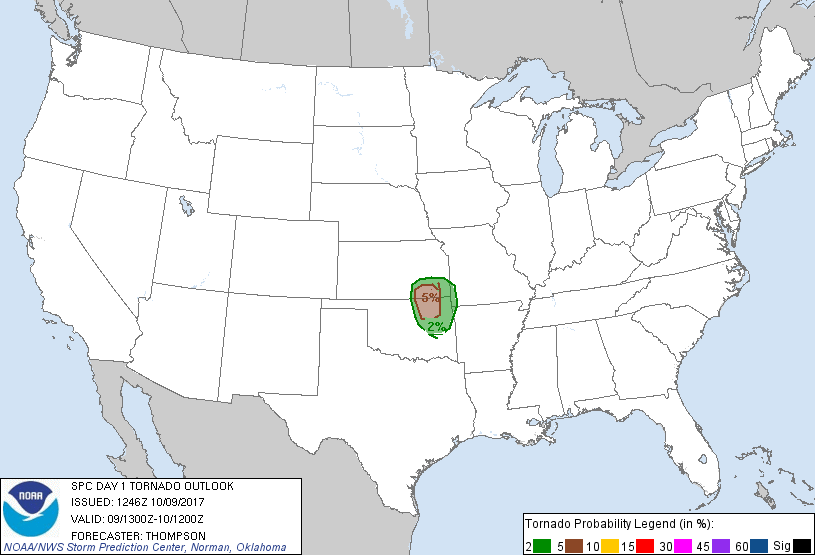 5%
2%
NOAA
SPC DAY 1 TORNADO OUTLOOK
ISSUED: 1246Z 10/09/2017
VALID: 09/1300Z-10/1200Z
FORECASTER: THOMPSON
NOAA/NWS Storm Prediction Center, Norman, Oklahoma
Tornado Probability Legend (in %):
2 5 10 15 30 45 60 Sig